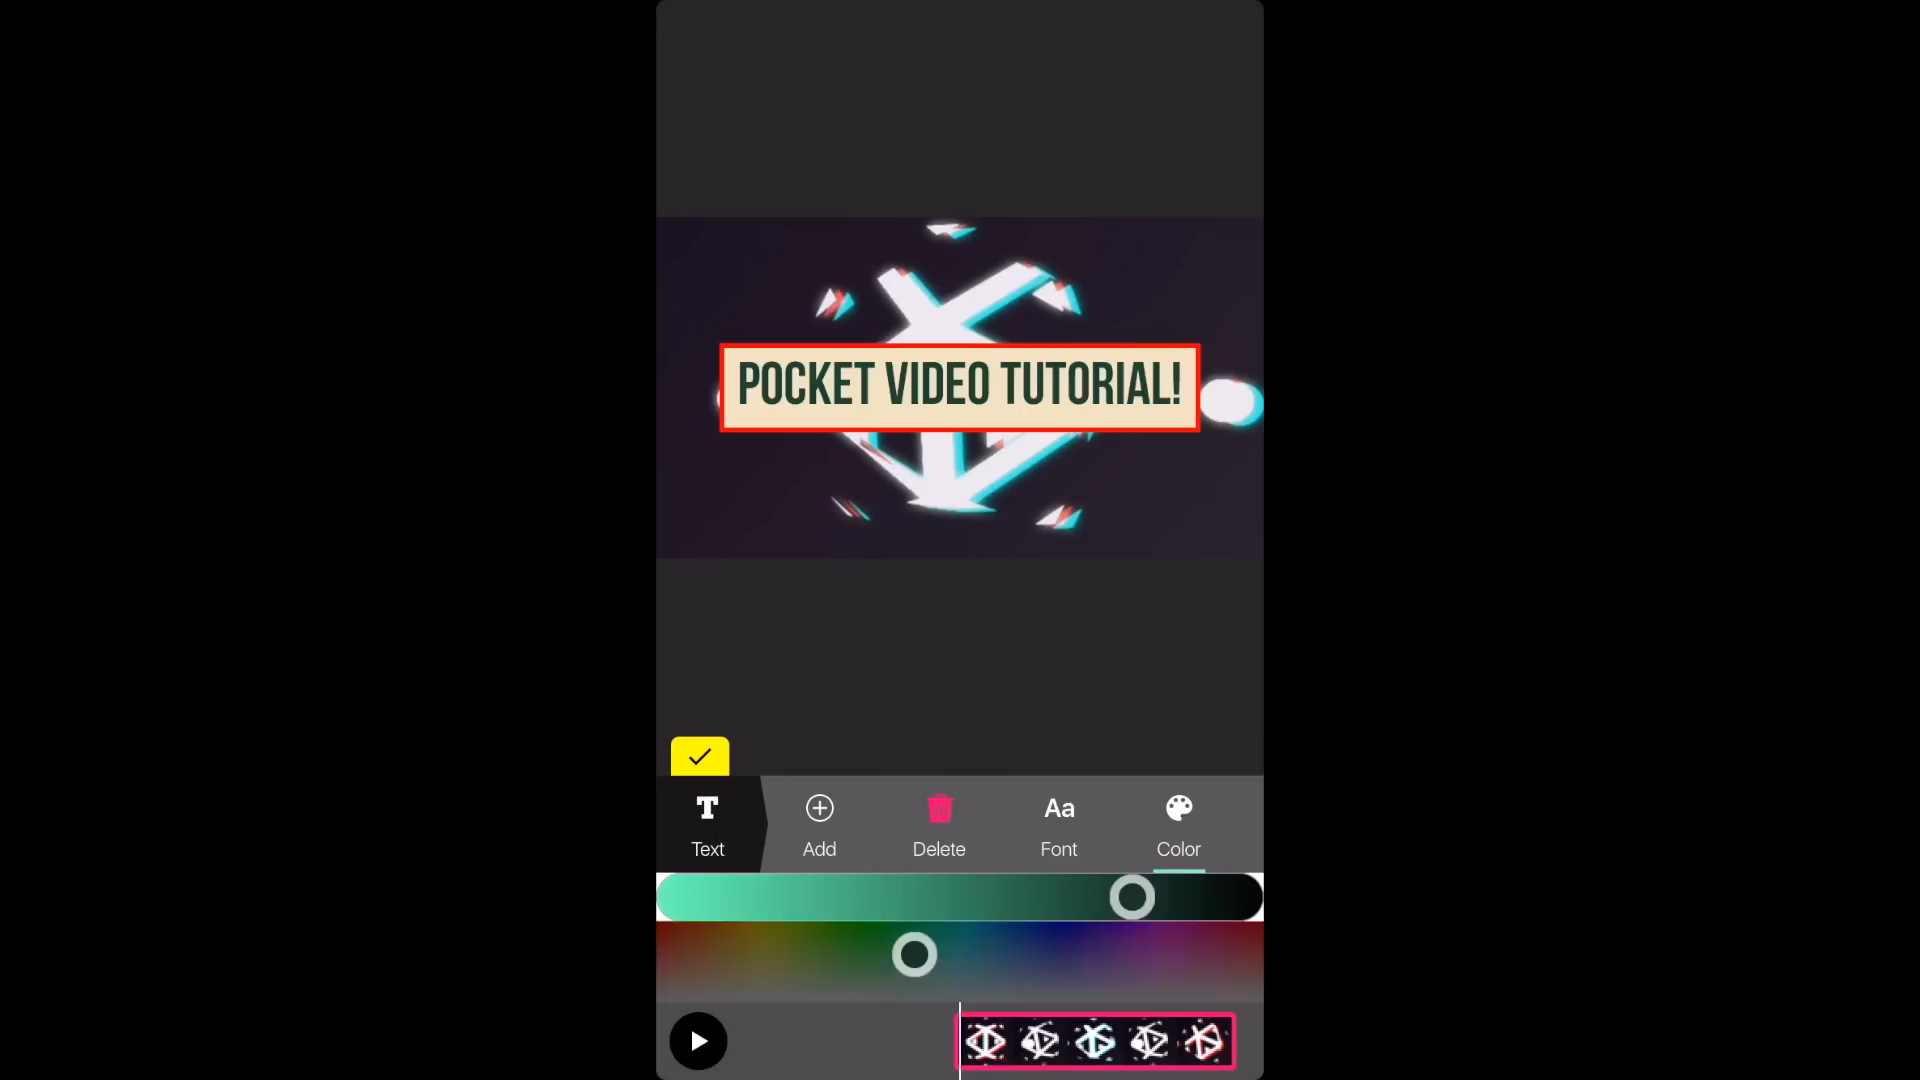 POCKET VIDEO TUTORIAL!
Text
Add
Delete
Aa
Font
Color